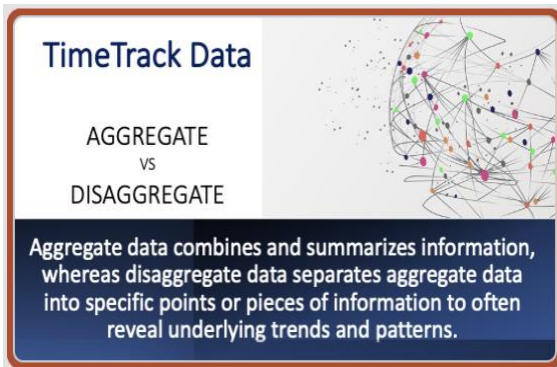 TimeTrack Data
AGGREGATE
VS
DISAGGREGATE
Aggregate data combines and summarizes information,
whereas disaggregate data separates aggregate data
into specific points or pieces of information to often
reveal underlying trends and patterns.